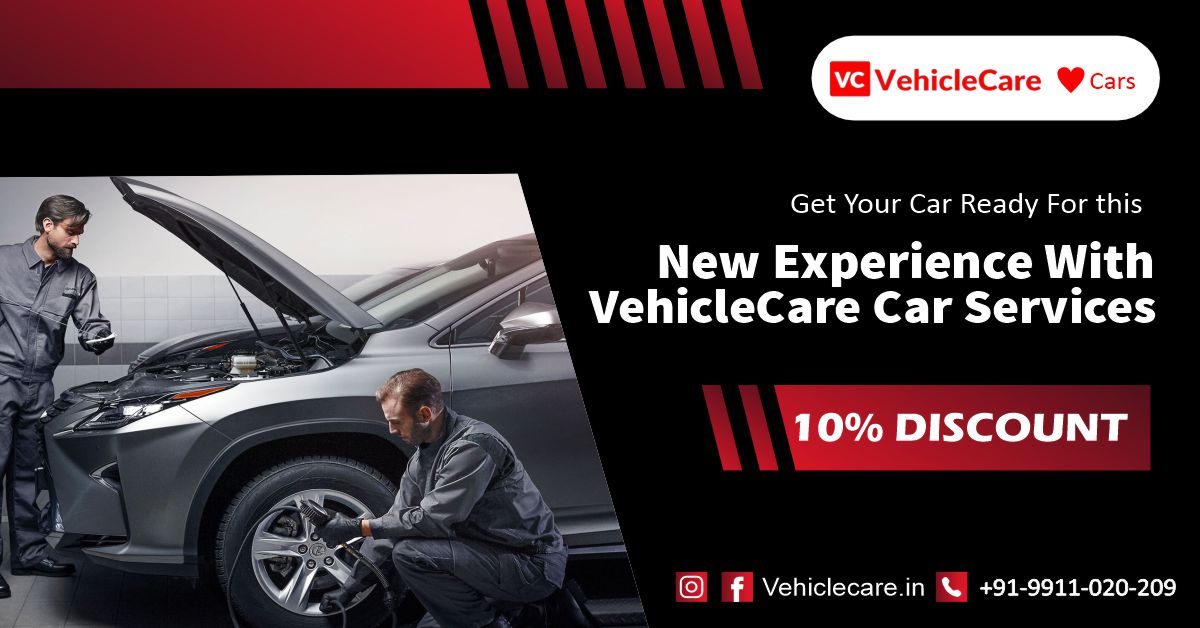 VC VehicleCare Cars
Get Your Car Ready For this
New Experience With
VehicleCare Car Services
10% DISCOUNT
Vehiclecare.in +91-9911-020-209